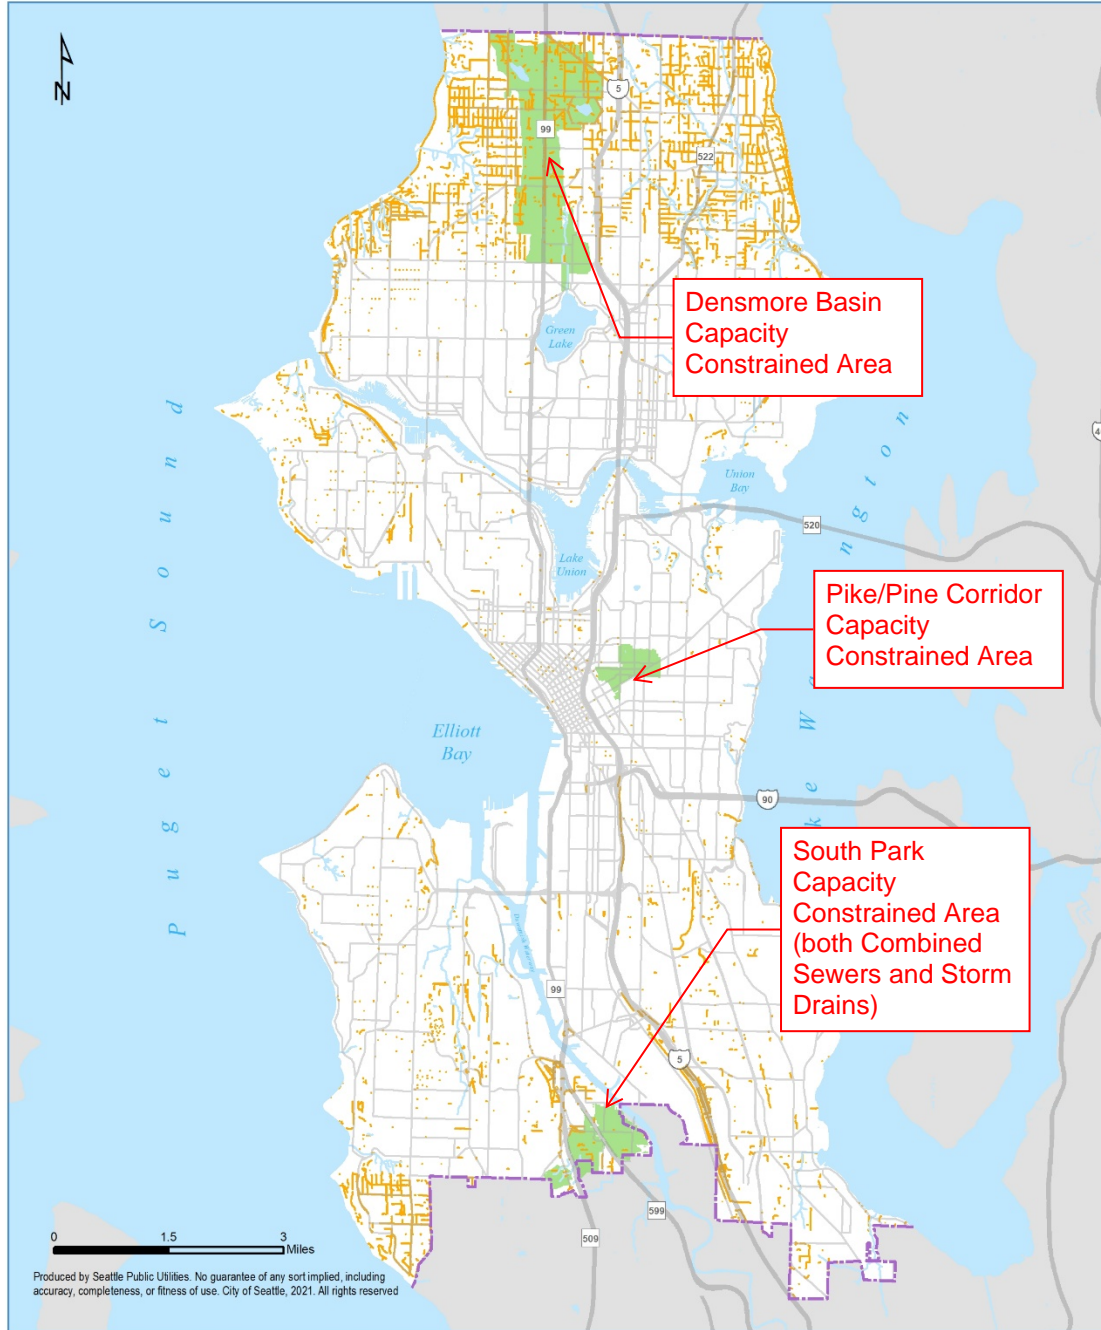 N
5
99
522
Densmore Basin
Capacity
Constrained Area
Green
Lake
Puget Sound
4
Union
Bay
520
Lake
Union
Pike/Pine Corridor
Capacity
Constrained Area
Elliott
Bay
90
South Park
Capacity
Constrained Area
(both Combined
Sewers and Storm
Drains)
99
5
599
509
0 1.5 3
Miles
Produced by Seattle Public Utilities. No guarantee of any sort implied, including
accuracy, completeness, or fitness of use. City of Seattle, 2021. All rights reserved